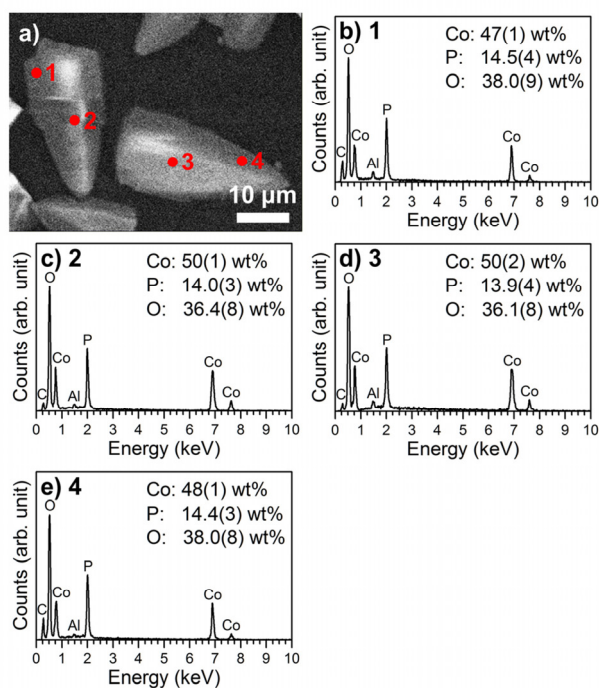 a)
1
2
3
4
10 µm
b) 1
Co: 47(1) wt%
P: 14.5(4) wt%
O: 38.0(9) wt%
Counts (arb. unit)
O
C
Co
Al
P
Co
Co
0 1 2 3 4 5 6 7 8 9 10
Energy (keV)
c) 2
Co: 50(1) wt%
P: 14.0(3) wt%
O: 36.4(8) wt%
Counts (arb. unit)
O
C
Co
Al
P
Co
Co
0 1 2 3 4 5 6 7 8 9 10
Energy (keV)
d) 3
Co: 50(2) wt%
P: 13.9(4) wt%
O: 36.1(8) wt%
Counts (arb. unit)
O
C
Co
Al
P
Co
Co
0 1 2 3 4 5 6 7 8 9 10
Energy (keV)
e) 4
Co: 48(1) wt%
P: 14.4(3) wt%
O: 38.0(8) wt%
Counts (arb. unit)
O
C
Co
Al
P
Co
Co
0 1 2 3 4 5 6 7 8 9 10
Energy (keV)